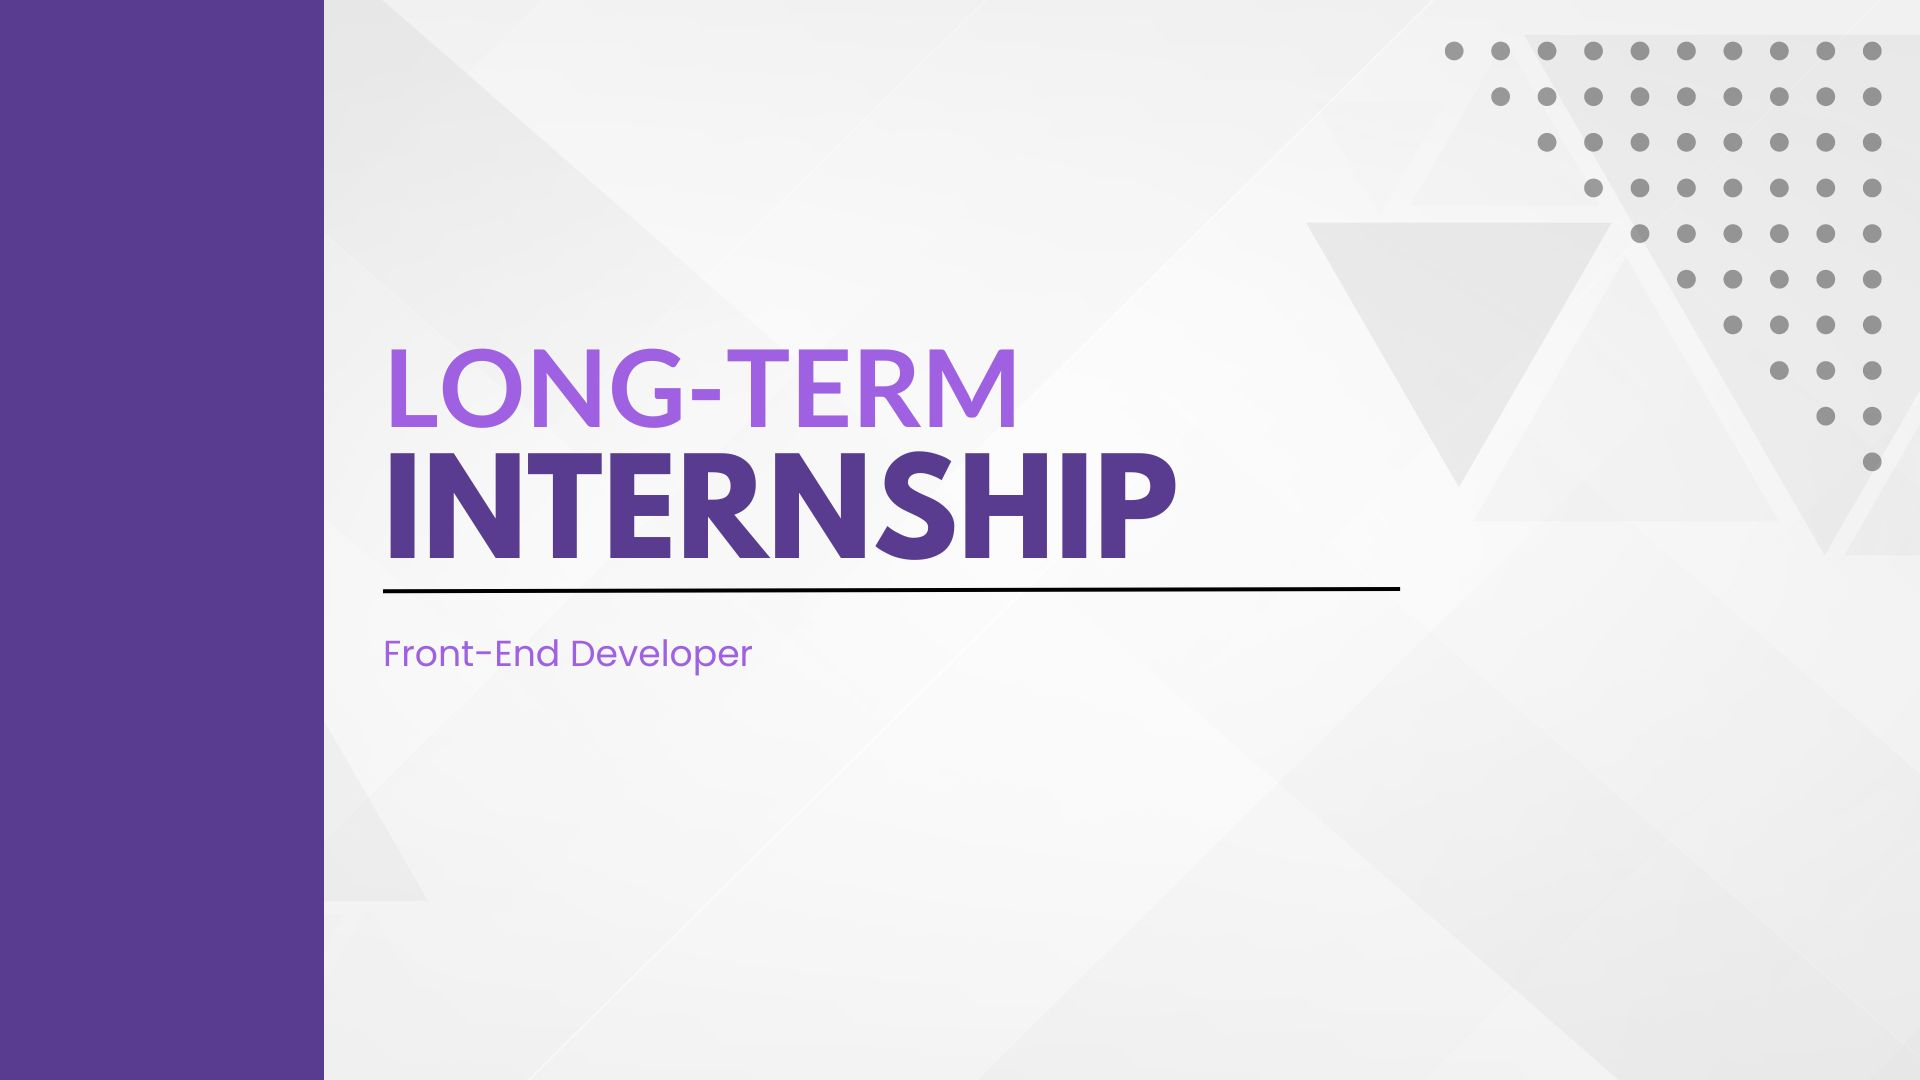 LONG-TERM
INTERNSHIP
Front-End Developer